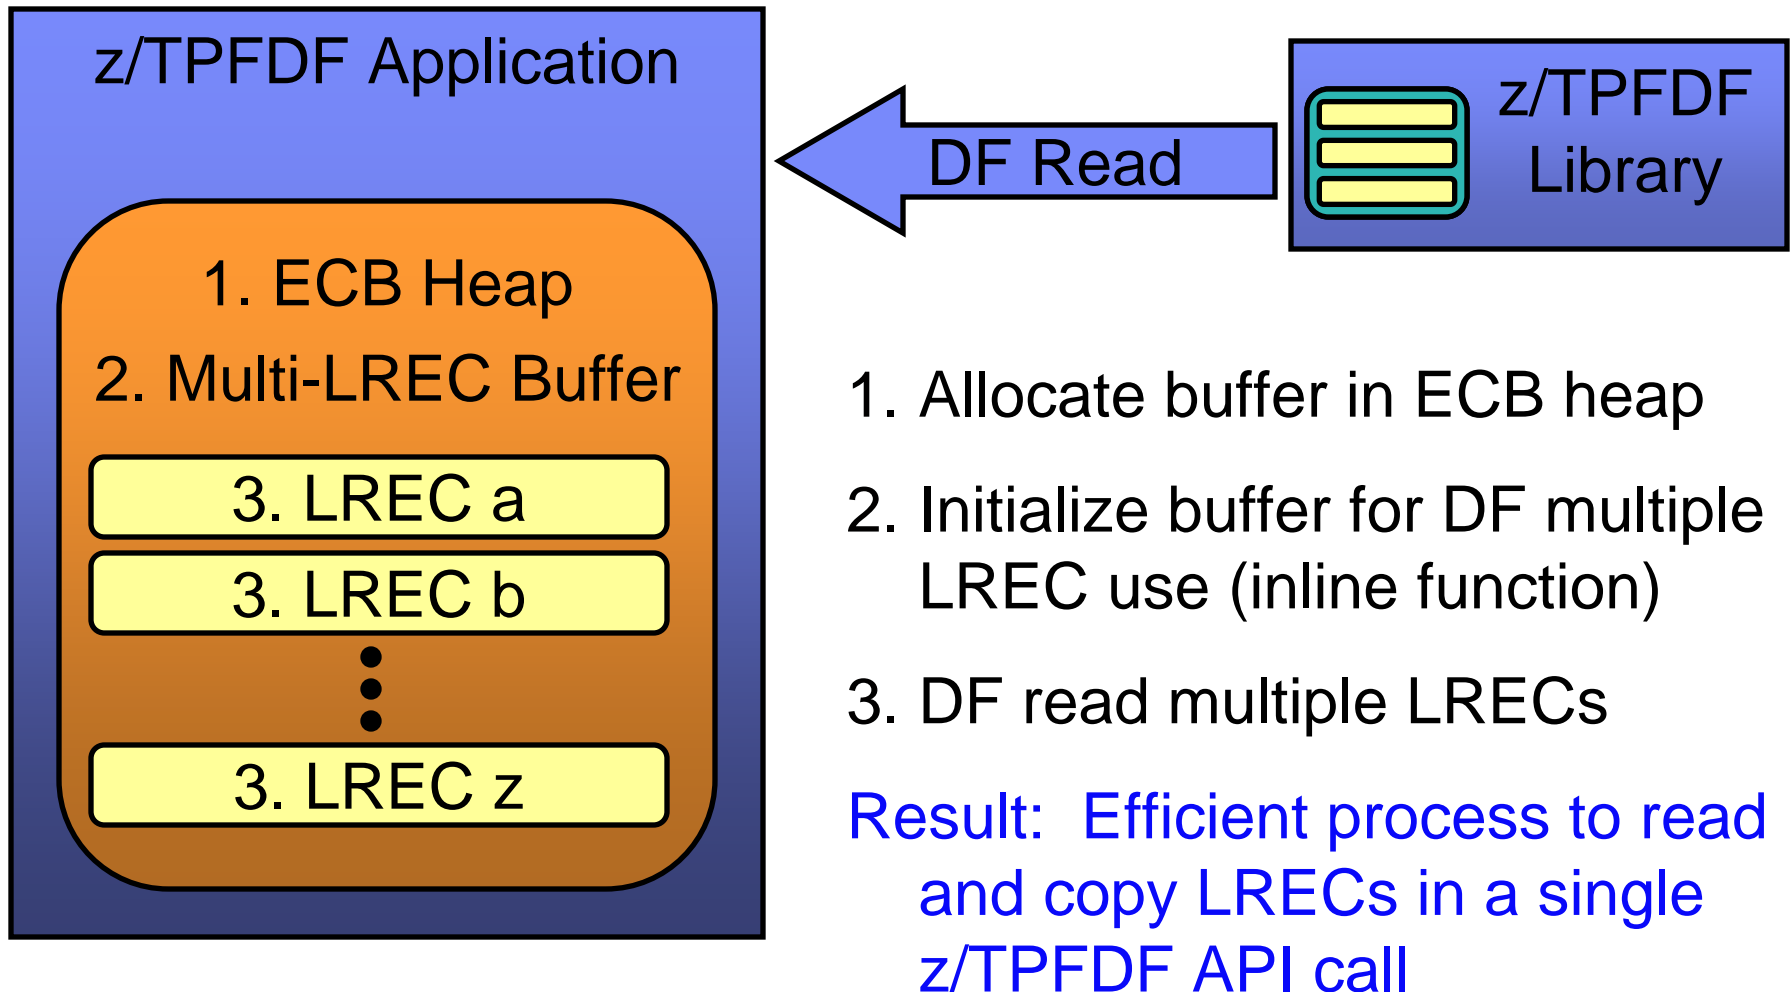 z/TPFDF Application
1. ECB Heap
2. Multi-LREC Buffer
3. LREC a
3. LREC b
3. LREC z
DF Read
z/TPFDF
Library
1. Allocate buffer in ECB heap
2. Initialize buffer for DF multiple
LREC use (inline function)
3. DF read multiple LRECs
Result: Efficient process to read
and copy LRECs in a single
z/TPFDF API call